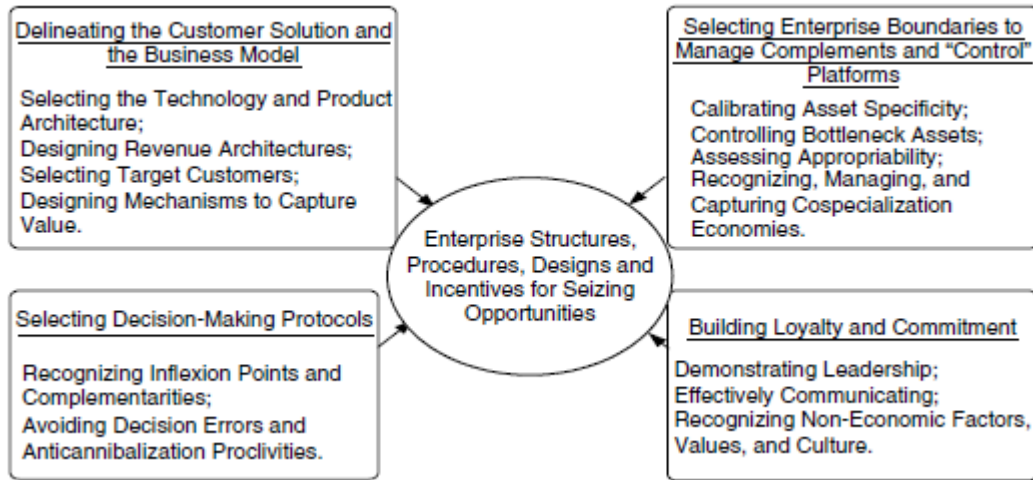 Delineating the Customer Solution and
the Business Model
Selecting the Technology and Product
Architecture;
Designing Revenue Architectures;
Selecting Target Customers;
Designing Mechanisms to Capture
Value.
Selecting Enterprise Boundaries to
Manage Complements and “Control”
Platforms
Calibrating Asset Specificity;
Controlling Bottleneck Assets;
Assessing Appropriability;
Recognizing, Managing, and
Capturing Cospecialization
Economies.
Enterprise Structures,
Procedures, Designs and
Incentives for Seizing
Opportunities
Selecting Decision-Making Protocols
Recognizing Inflexion Points and
Complementarities;
Avoiding Decision Errors and
Anticannibalization Proclivities.
Building Loyalty and Commitment
Demonstrating Leadership;
Effectively Communicating;
Recognizing Non-Economic Factors,
Values, and Culture.